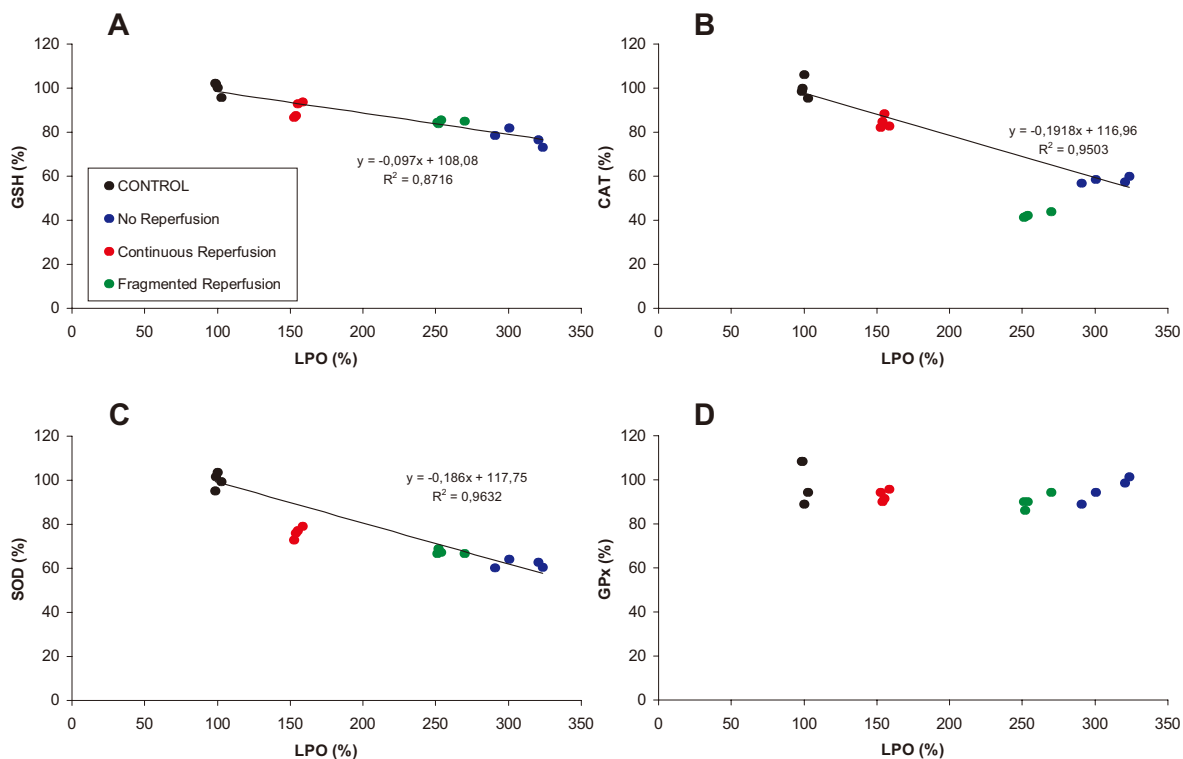 A
120
100
80
60
40
20
0
GSH (%)
y = -0,097x + 108,08
R² = 0,8716
CONTROL
No Reperfusion
Continuous Reperfusion
Fragmented Reperfusion
0 50 100 150 200 250 300 350
LPO (%)
B
120
100
80
60
40
20
0
CAT (%)
y = -0,1918x + 116,96
R² = 0,9503
0 50 100 150 200 250 300 350
LPO (%)
C
120
100
80
60
40
20
0
SOD (%)
y = -0,186x + 117,75
R² = 0,9632
0 50 100 150 200 250 300 350
LPO (%)
D
120
100
80
60
40
20
0
GPx (%)
0 50 100 150 200 250 300 350
LPO (%)